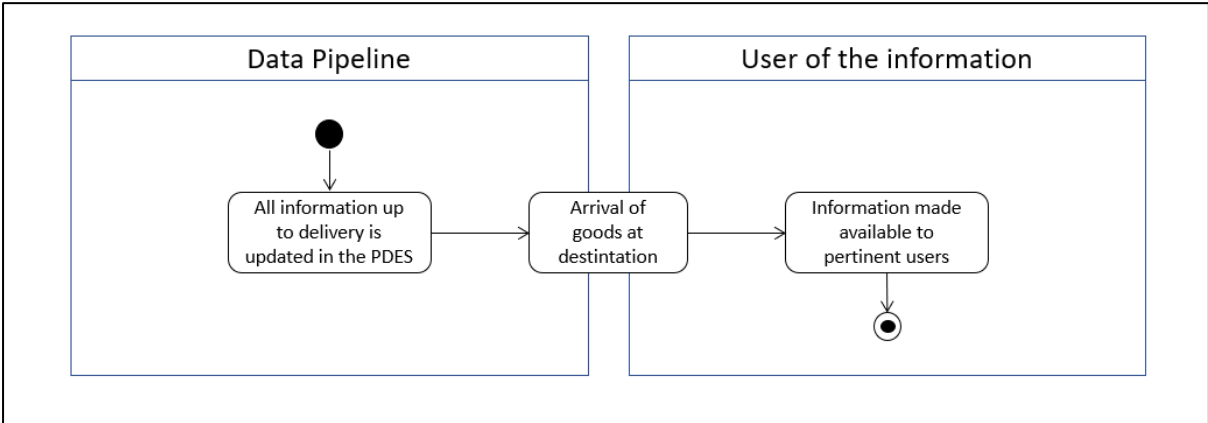 Data Pipeline
User of the information
All information up
to delivery is
updated in the PDES
Arrival of
goods at
destintation
Information made
available to
pertinent users